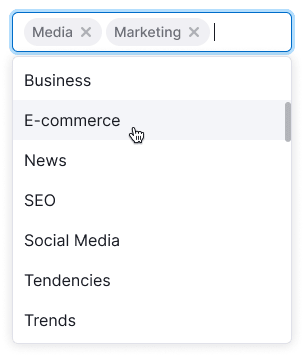 Media Marketing
Business
E-commerce
News
SEO
Social Media
Tendencies
Trends